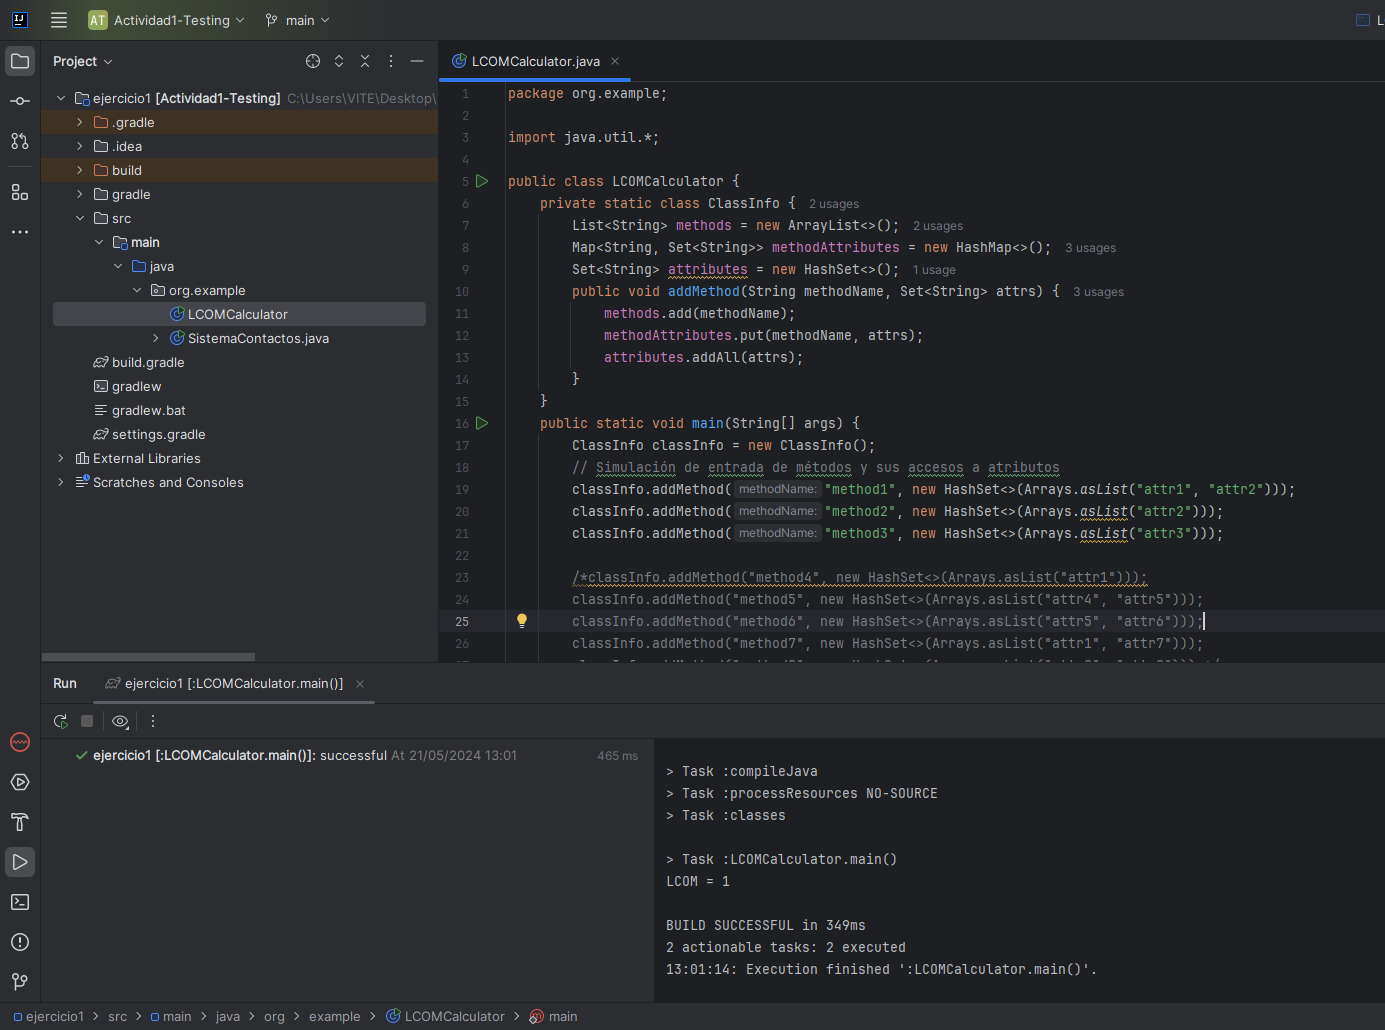 IJ
AT Actividad1-Testing main
Project
ejercicio1 [Actividad1-Testing] C:\Users\VITE\Desktop\
.gradle
.idea
build
gradle
src
main
java
org.example
LCOMCalculator
SistemaContactos.java
build.gradle
gradlew
gradlew.bat
settings.gradle
External Libraries
Scratches and Consoles
LCOMCalculator.java
1 package org.example;
2
3 import java.util.*;
4
5 public class LCOMCalculator {
6 private static class ClassInfo { 2 usages
7 List<String> methods = new ArrayList<>(); 2 usages
8 Map<String, Set<String>> methodAttributes = new HashMap<>(); 3 usages
9 Set<String> attributes = new HashSet<>(); 1 usage
10 public void addMethod(String methodName, Set<String> attrs) { 3 usages
11 methods.add(methodName);
12 methodAttributes.put(methodName, attrs);
13 attributes.addAll(attrs);
14 }
15 }
16 public static void main(String[] args) {
17 ClassInfo classInfo = new ClassInfo();
18 // Simulación de entrada de métodos y sus accesos a atributos
19 classInfo.addMethod( methodName: "method1", new HashSet<>(Arrays.asList("attr1", "attr2")));
20 classInfo.addMethod( methodName: "method2", new HashSet<>(Arrays.asList("attr2")));
21 classInfo.addMethod( methodName: "method3", new HashSet<>(Arrays.asList("attr3")));
22
23 /*classInfo.addMethod("method4", new HashSet<>(Arrays.asList("attr1")));
24 classInfo.addMethod("method5", new HashSet<>(Arrays.asList("attr4", "attr5")));
25 classInfo.addMethod("method6", new HashSet<>(Arrays.asList("attr5", "attr6")));
26 classInfo.addMethod("method7", new HashSet<>(Arrays.asList("attr1", "attr7")));
Run ejercicio1 [:LCOMCalculator.main()]
ejercicio1 [:LCOMCalculator.main()]: successful At 21/05/2024 13:01 465 ms
> Task :compileJava
> Task :processResources NO-SOURCE
> Task :classes
> Task :LCOMCalculator.main()
LCOM = 1
BUILD SUCCESSFUL in 349ms
2 actionable tasks: 2 executed
13:01:14: Execution finished ':LCOMCalculator.main()'.
ejercicio1 > src > main > java > org > example > LCOMCalculator > main